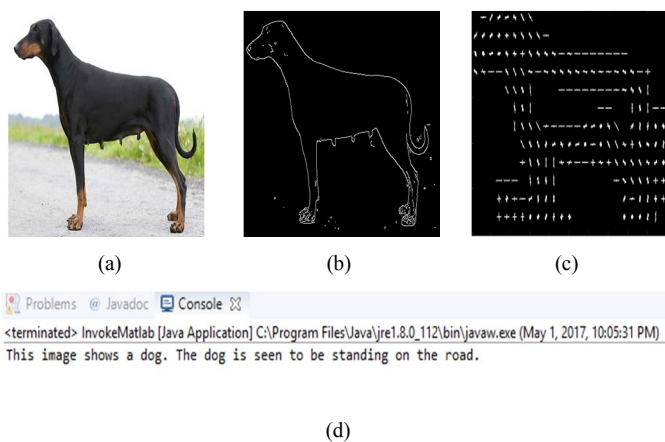 (a) (b) (c)
Problems @ Javadoc Console
<terminated> InvokeMatlab [Java Application] C:\Program Files\Java\jre1.8.0_112\bin\javaw.exe (May 1, 2017, 10:05:31 PM)
This image shows a dog. The dog is seen to be standing on the road.
(d)